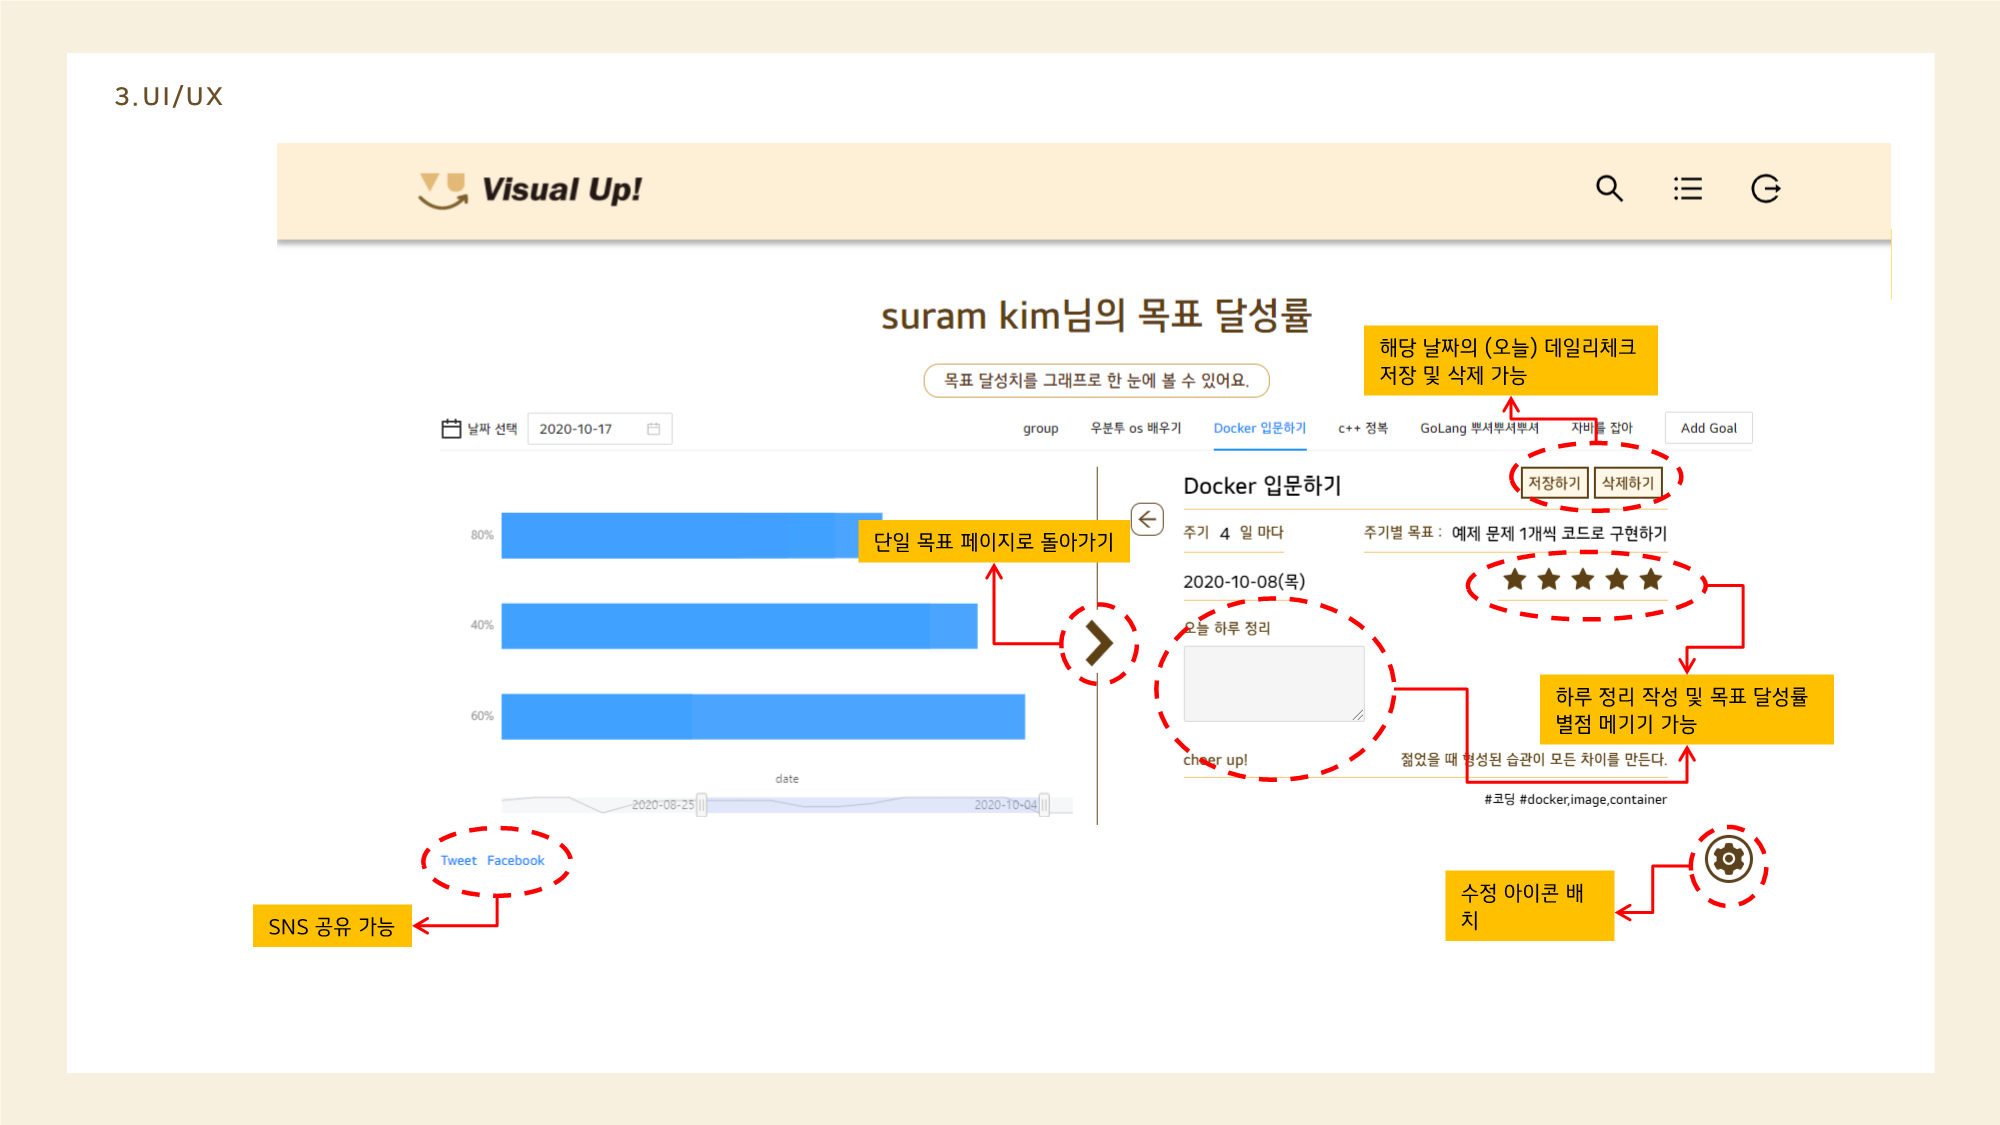 3.UI/UX
Visual Up!
suram kim님의 목표 달성률
목표 달성치를 그래프로 한 눈에 볼 수 있어요.
해당 날짜의 (오늘) 데일리체크
저장 및 삭제 가능
날짜 선택 2020-10-17
group 우분투 os 배우기 Docker 입문하기 c++ 정복 GoLang 뿌셔뿌셔뿌셔 자바를 잡아 Add Goal
Docker 입문하기
저장하기 삭제하기
80%
단일 목표 페이지로 돌아가기
주기 4 일 마다
주기별 목표 : 예제 문제 1개씩 코드로 구현하기
2020-10-08(목)
40%
오늘 하루 정리
60%
하루 정리 작성 및 목표 달성률
별점 메기기 가능
cheer up!
젊었을 때 형성된 습관이 모든 차이를 만든다.
date
2020-08-25
2020-10-04
#코딩 #docker,image,container
Tweet Facebook
SNS 공유 가능
수정 아이콘 배
치